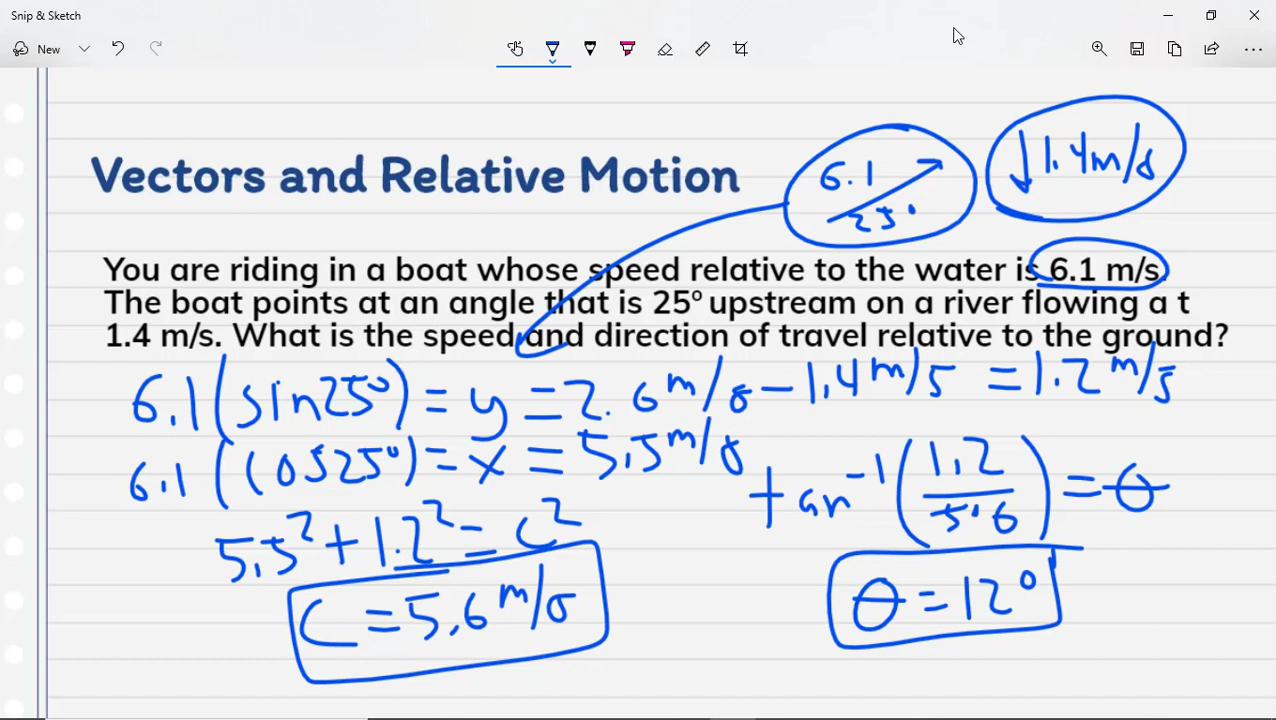 Snip & Sketch
New
Vectors and Relative Motion
6.1
25°
↓ 1.4 m/s
You are riding in a boat whose speed relative to the water is 6.1 m/s.
The boat points at an angle that is 25º upstream on a river flowing a t
1.4 m/s. What is the speed and direction of travel relative to the ground?
6.1 (sin25°) = y = 2.6 m/s - 1.4 m/s = 1.2 m/s
6.1 (cos25°) = x = 5.5 m/s
tan⁻¹ (1.2/5.6) = θ
5.5² + 1.2² = c²
C = 5.6 m/s
θ = 12°